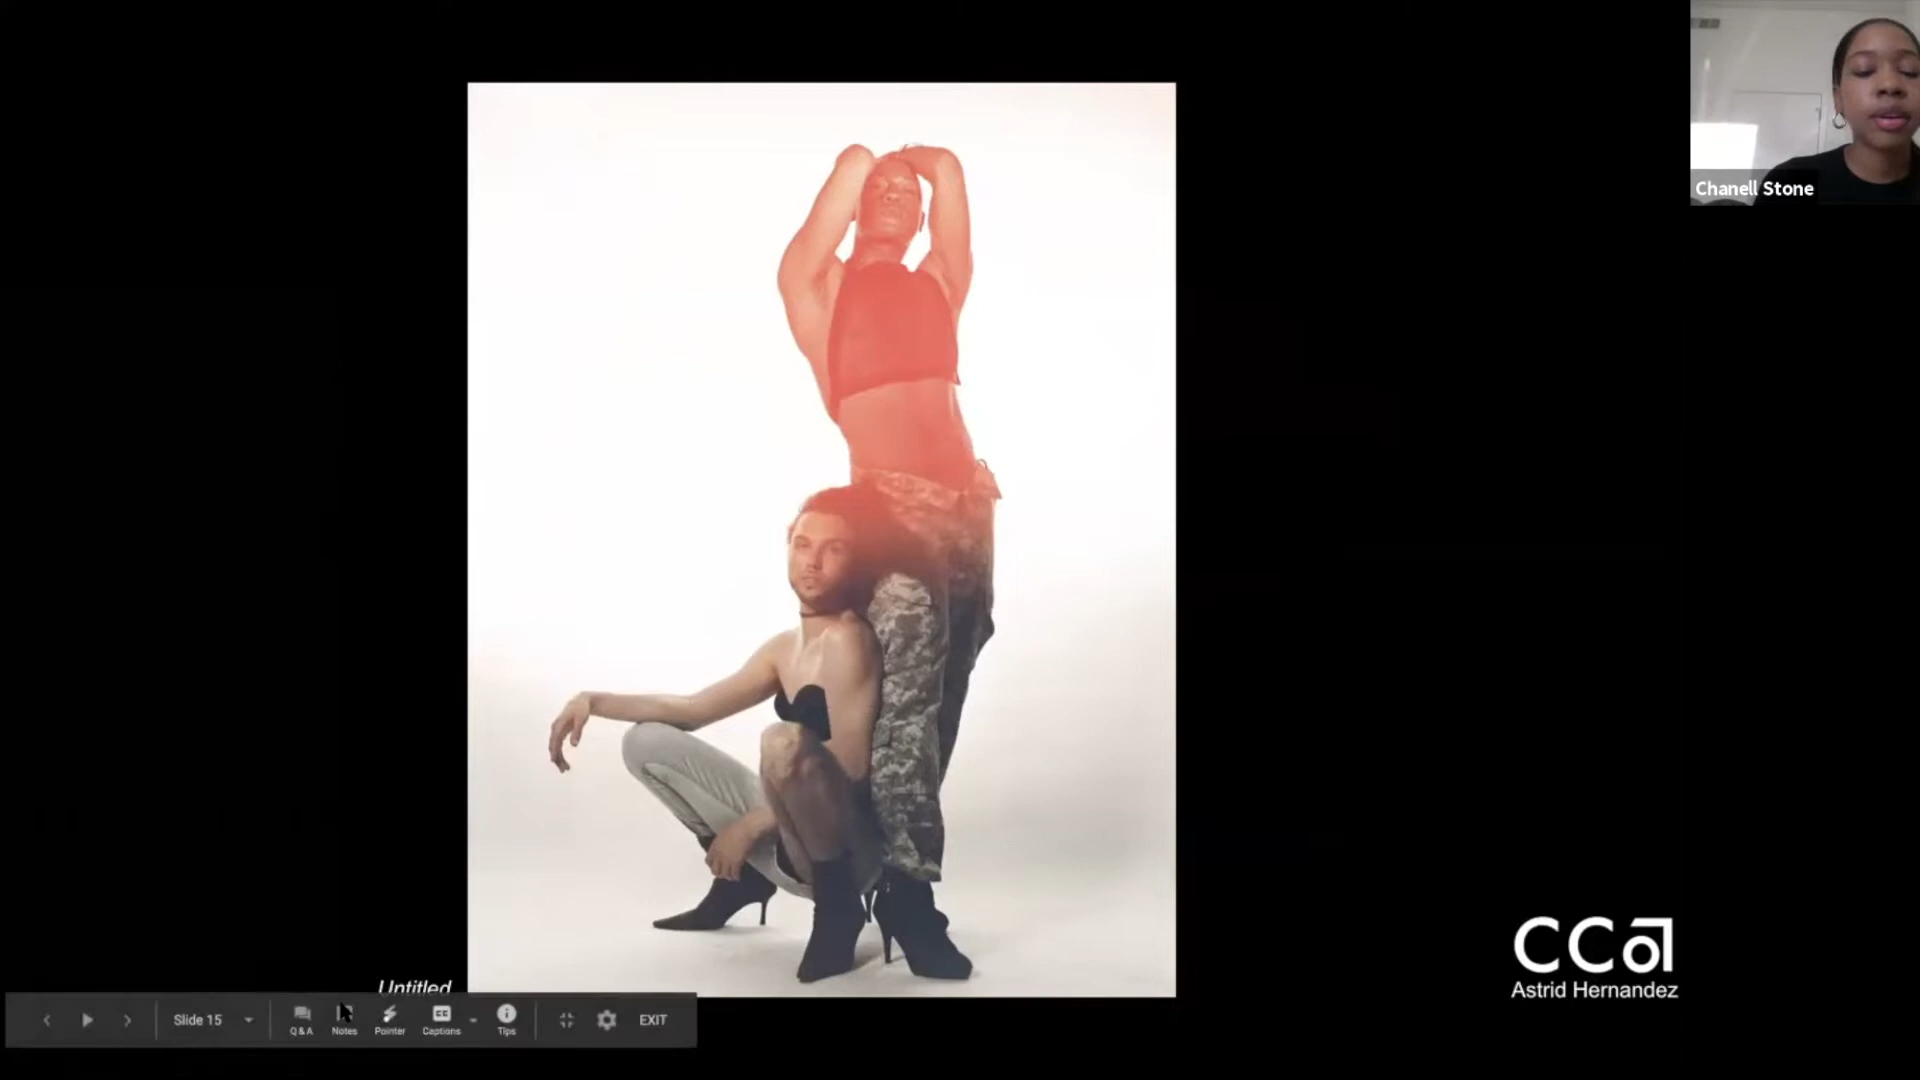 Chanell Stone
CCa
Astrid Hernandez
Untitled
Slide 15
Q&A
Notes
Pointer
Captions
Tips
EXIT